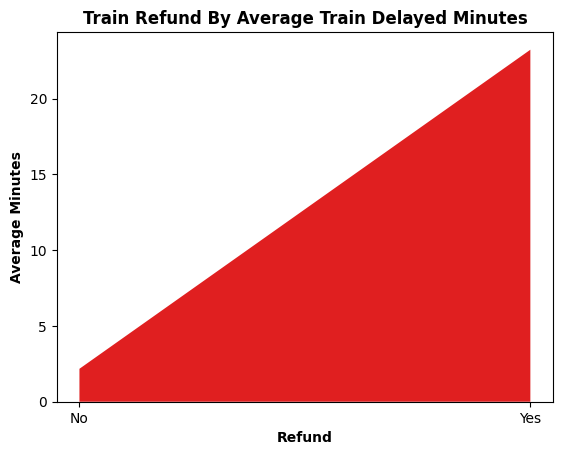 Train Refund By Average Train Delayed Minutes
Average Minutes
20
15
10
5
0
No
Yes
Refund